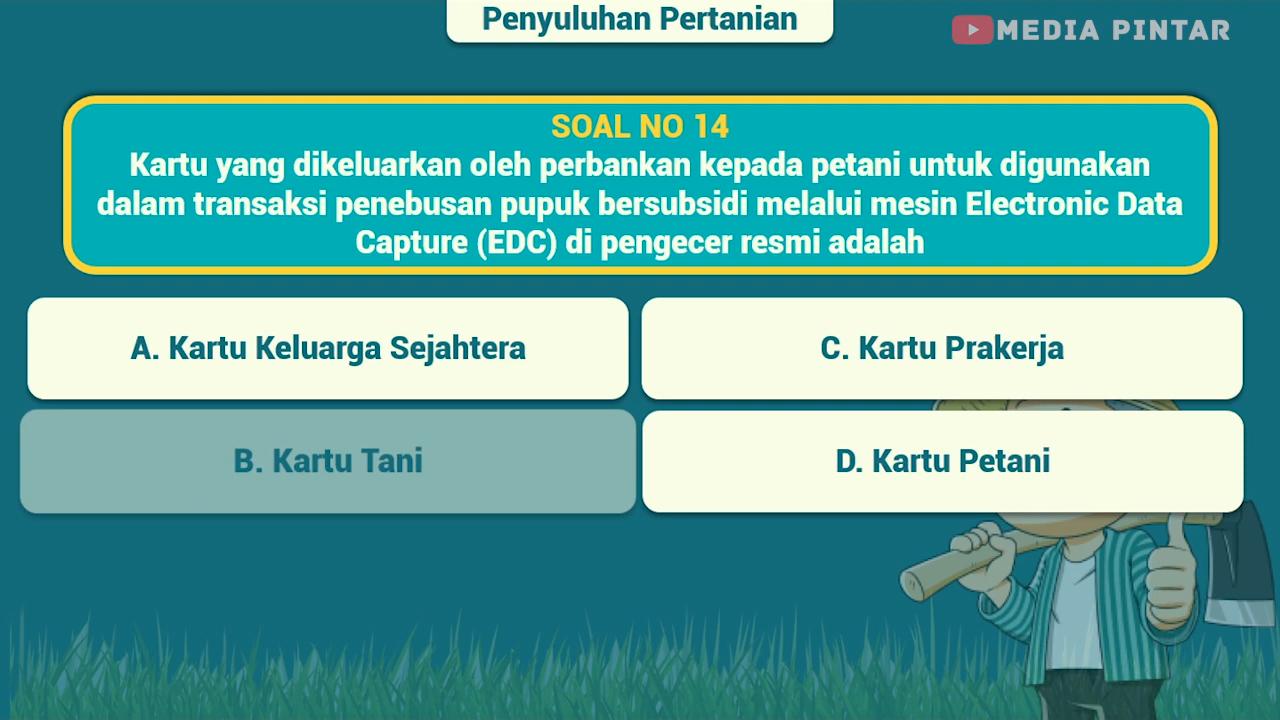 Penyuluhan Pertanian
MEDIA PINTAR
SOAL NO 14
Kartu yang dikeluarkan oleh perbankan kepada petani untuk digunakan
dalam transaksi penebusan pupuk bersubsidi melalui mesin Electronic Data
Capture (EDC) di pengecer resmi adalah
A. Kartu Keluarga Sejahtera
C. Kartu Prakerja
B. Kartu Tani
D. Kartu Petani